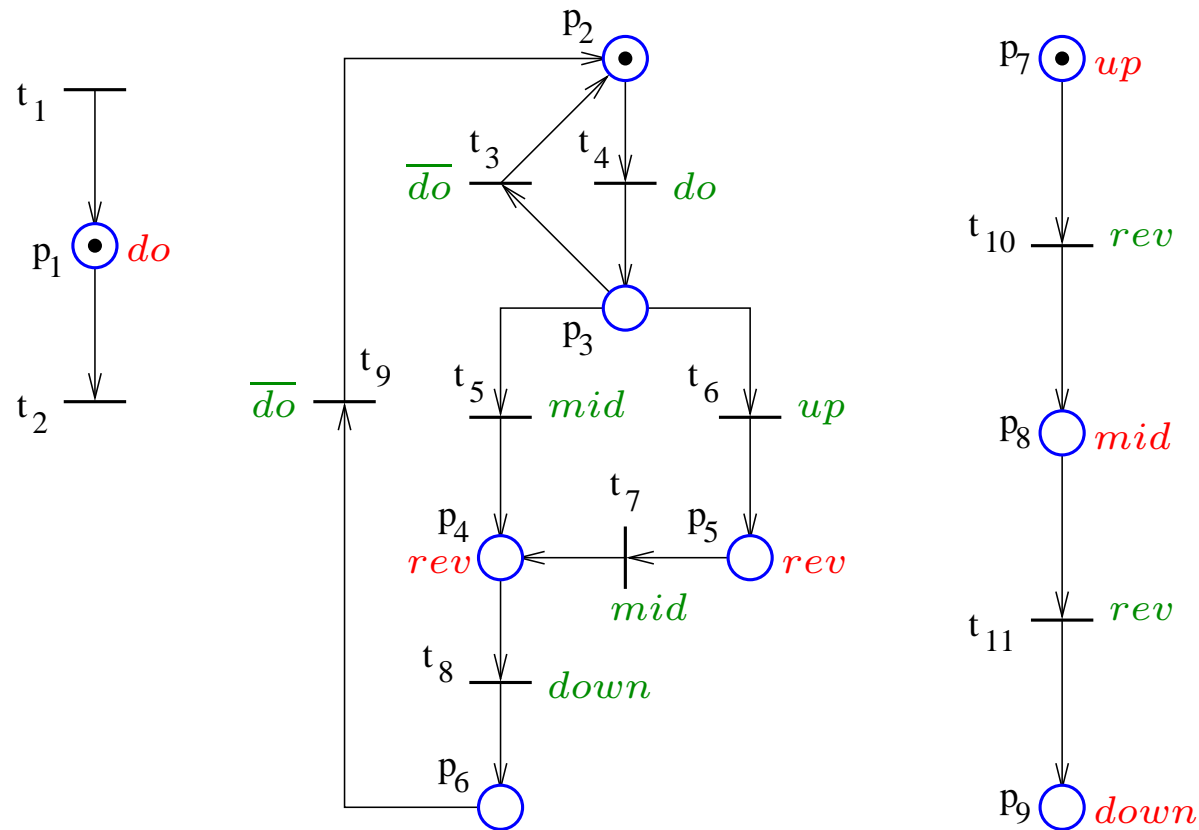 p2
p7 up
t1
t3 t4
do do
p1 do
t10 rev
p3
t9 t5 t6
do mid up
t2
p8 mid
t7
p4 p5
rev rev
mid
rev
t11
t8
down
p6
p9 down